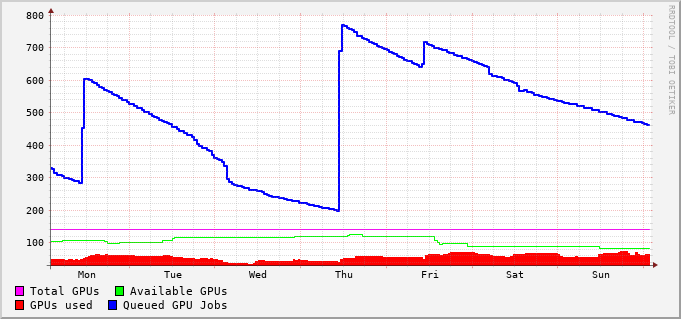 800
700
600
500
400
300
200
100
Mon Tue Wed Thu Fri Sat Sun
Total GPUs Available GPUs
GPUs used Queued GPU Jobs
RRDTOOL / TOBI OETIKER